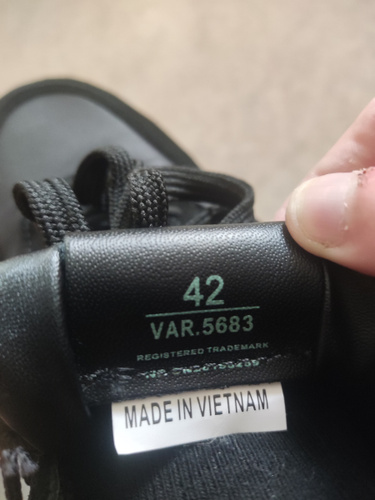 42
VAR.5683
REGISTERED TRADEMARK
MADE IN VIETNAM